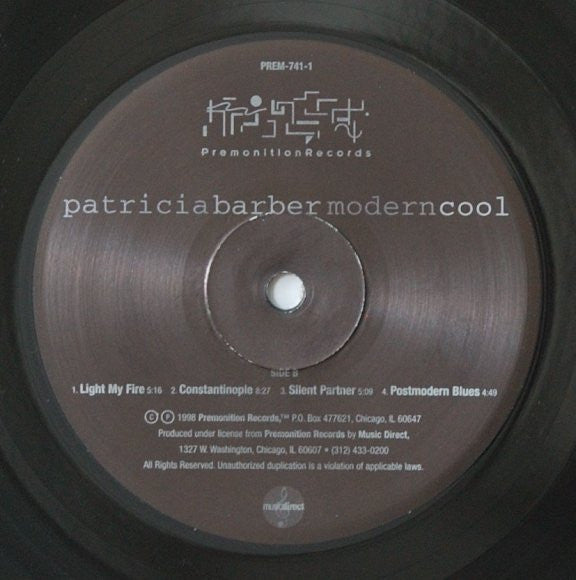 PREM-741-1
PremonitionRecords
patriciabarbermoderncool
SIDE B
1. Light My Fire 5:16 2. Constantinople 8:27 3. Silent Partner 5:09 4. Postmodern Blues 4:49
© ℗ 1998 Premonition Records,™ P.O. Box 477621, Chicago, IL 60647
Produced under license from Premonition Records by Music Direct,
1327 W. Washington, Chicago, IL 60607 • (312) 433-0200
All Rights Reserved. Unauthorized duplication is a violation of applicable laws.
musicdirect